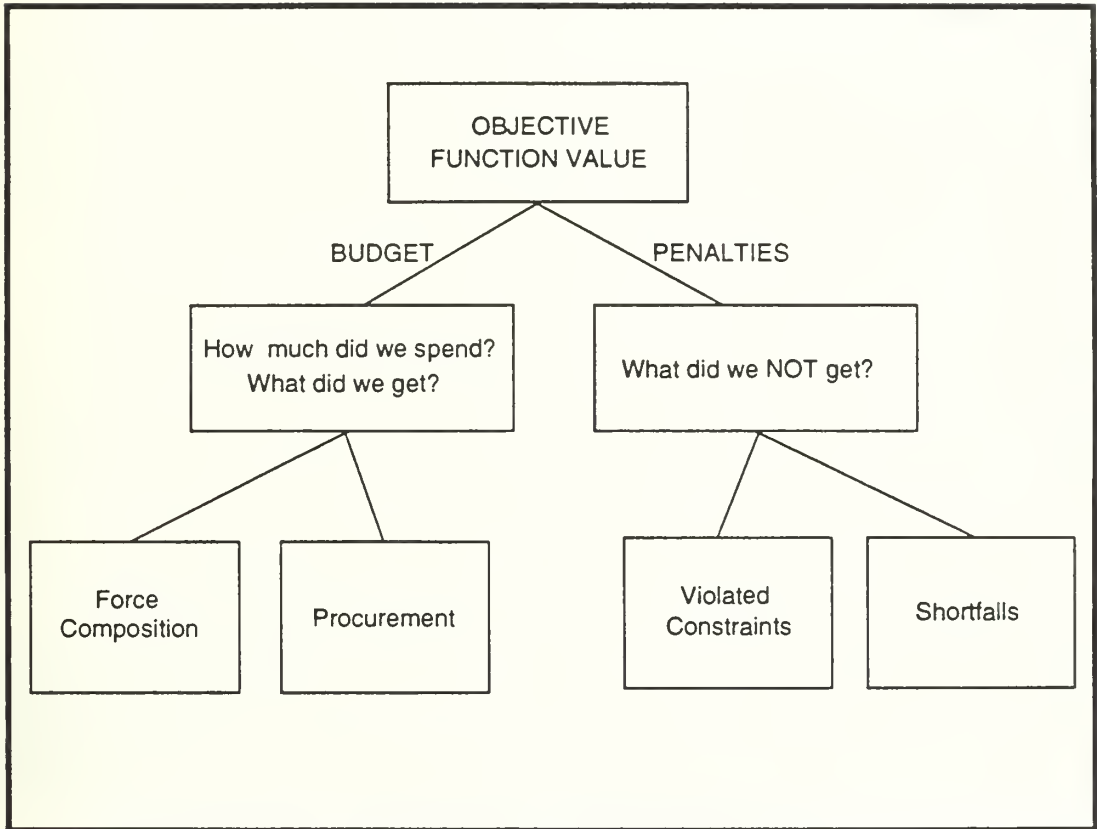 OBJECTIVE
FUNCTION VALUE
BUDGET
PENALTIES
How much did we spend?
What did we get?
What did we NOT get?
Force
Composition
Procurement
Violated
Constraints
Shortfalls